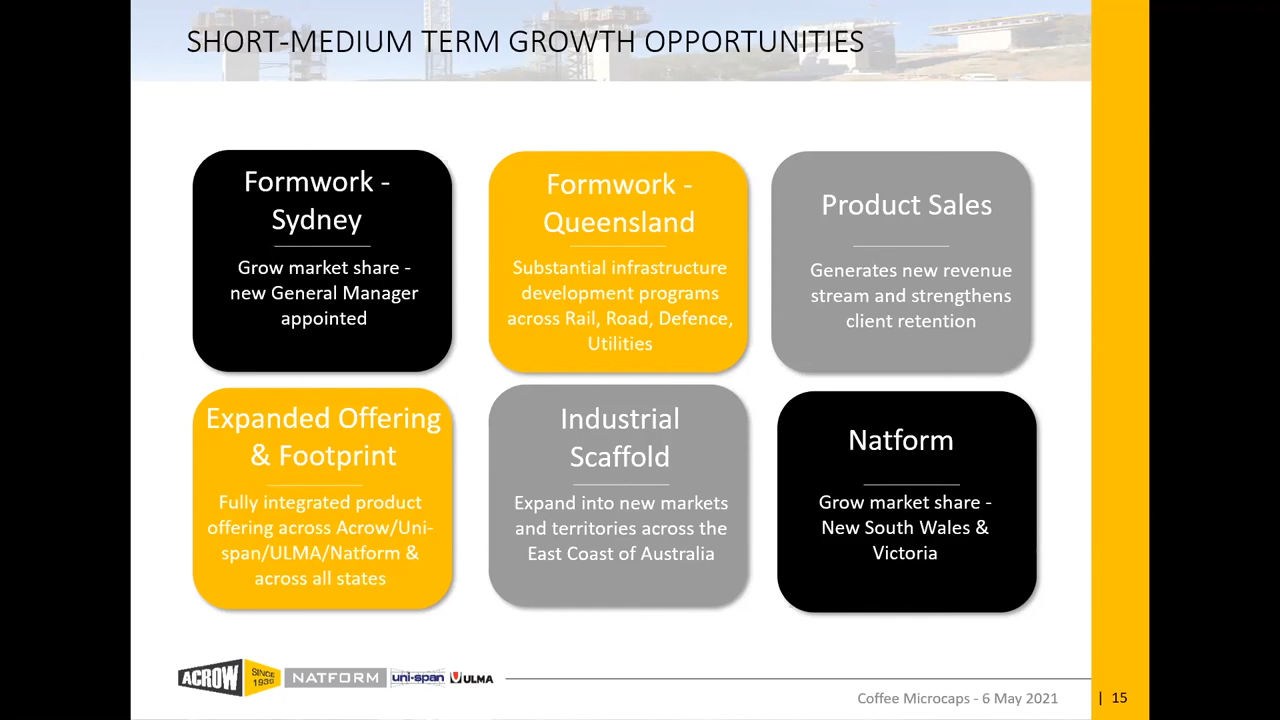 SHORT-MEDIUM TERM GROWTH OPPORTUNITIES
Formwork -
Sydney
Grow market share -
new General Manager
appointed
Formwork -
Queensland
Substantial infrastructure
development programs
across Rail, Road, Defence,
Utilities
Product Sales
Generates new revenue
stream and strengthens
client retention
Expanded Offering
& Footprint
Fully integrated product
offering across Acrow/Uni-
span/ULMA/Natform &
across all states
Industrial
Scaffold
Expand into new markets
and territories across the
East Coast of Australia
Natform
Grow market share -
New South Wales &
Victoria
ACROW
SINCE
1936
NATFORM
uni-span
ULMA
Coffee Microcaps - 6 May 2021
| 15